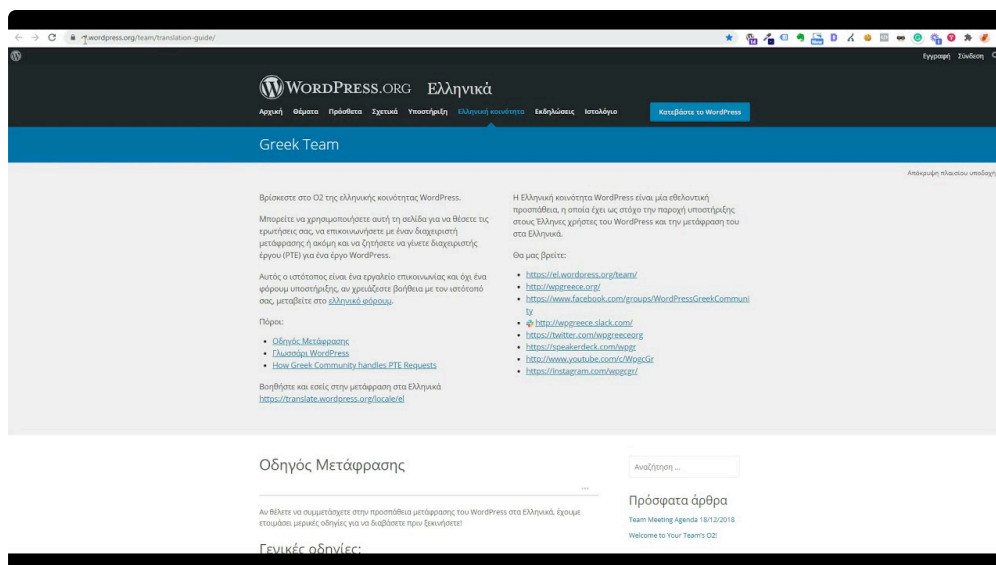 .wordpress.org/team/translation-guide/
Εγγραφή Σύνδεση
WORDPRESS.ORG Ελληνικά
Αρχική Θέματα Πρόσθετα Σχετικά Υποστήριξη Ελληνική κοινότητα Εκδηλώσεις Ιστολόγιο Κατεβάστε το WordPress
Greek Team
Απόκρυψη πλαισίου υποδοχή
Βρίσκεστε στο O2 της ελληνικής κοινότητας WordPress.
Μπορείτε να χρησιμοποιήσετε αυτή τη σελίδα για να θέσετε τις
ερωτήσεις σας, να επικοινωνήσετε με έναν διαχειριστή
μετάφρασης ή ακόμη και να ζητήσετε να γίνετε διαχειριστής
έργου (PTE) για ένα έργο WordPress.
Αυτός ο ιστότοπος είναι ένα εργαλείο επικοινωνίας και όχι ένα
φόρουμ υποστήριξης, αν χρειάζεστε βοήθεια με τον ιστότοπό
σας, μεταβείτε στο ελληνικό φόρουμ.
Πόροι:
• Οδηγός Μετάφρασης
• Γλωσσάρι WordPress
• How Greek Community handles PTE Requests
Βοηθήστε και εσείς στην μετάφραση στα Ελληνικά
https://translate.wordpress.org/locale/el
Η Ελληνική κοινότητα WordPress είναι μία εθελοντική
προσπάθεια, η οποία έχει ως στόχο την παροχή υποστήριξης
στους Έλληνες χρήστες του WordPress και την μετάφραση του
στα Ελληνικά.
Θα μας βρείτε:
• https://el.wordpress.org/team/
• http://wpgreece.org/
• https://www.facebook.com/groups/WordPressGreekCommuni
ty
• http://wpgreece.slack.com/
• https://twitter.com/wpgreeceorg
• https://speakerdeck.com/wpgr
• http://www.youtube.com/c/WpgcGr
• https://instagram.com/wpgcgr/
Οδηγός Μετάφρασης
...
Αν θέλετε να συμμετάσχετε στην προσπάθεια μετάφρασης του WordPress στα Ελληνικά, έχουμε
ετοιμάσει μερικές οδηγίες για να διαβάσετε πριν ξεκινήσετε!
Γενικές οδηγίες:
Αναζήτηση ...
Πρόσφατα άρθρα
Team Meeting Agenda 18/12/2018
Welcome to Your Team's O2!